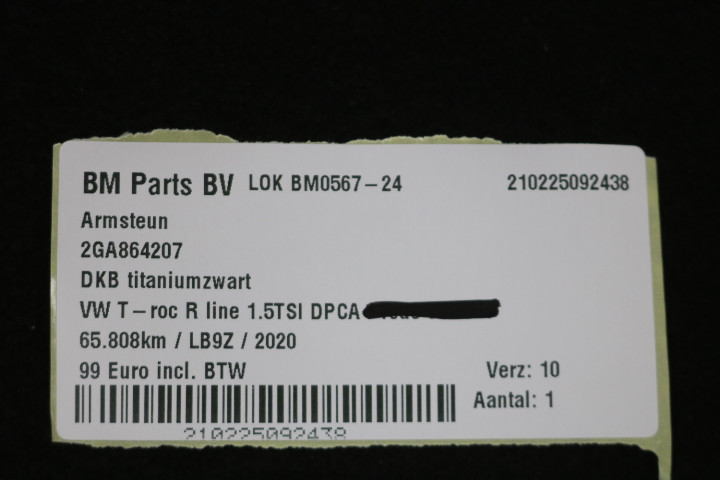 BM Parts BV LOK BM0567-24 210225092438
Armsteun
2GA864207
DKB titaniumzwart
VW T-roc R line 1.5TSI DPCA
65.808km / LB9Z / 2020
99 Euro incl. BTW Verz: 10
Aantal: 1
210225092438